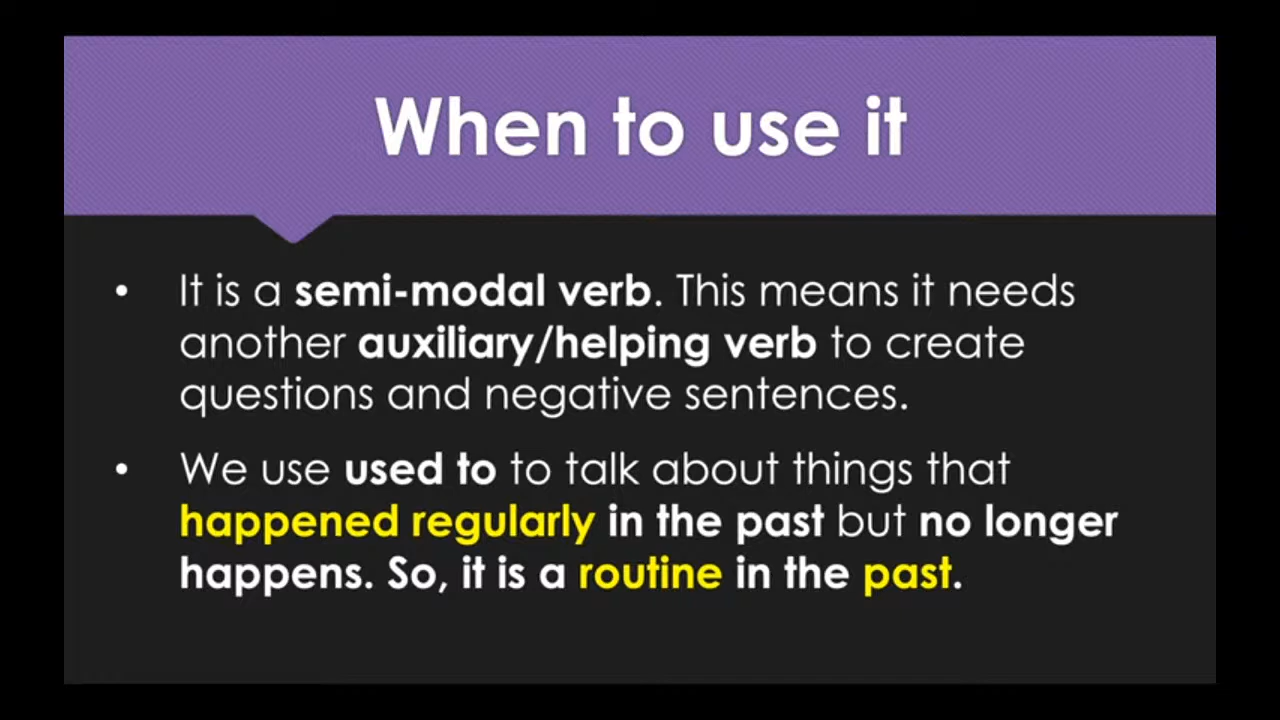 When to use it
• It is a semi-modal verb. This means it needs
another auxiliary/helping verb to create
questions and negative sentences.
• We use used to to talk about things that
happened regularly in the past but no longer
happens. So, it is a routine in the past.